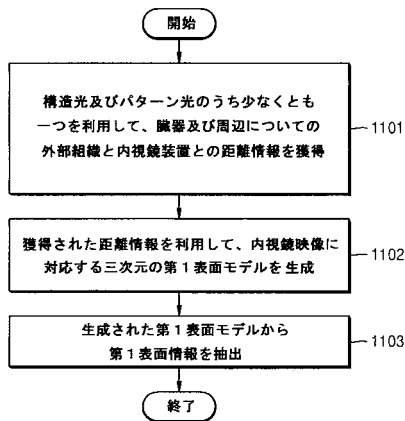 開始
構造光及びパターン光のうち少なくとも
一つを利用して、臓器及び周辺についての
外部組織と内視鏡装置との距離情報を獲得
1101
獲得された距離情報を利用して、内視鏡映像に
対応する三次元の第1表面モデルを生成
1102
生成された第1表面モデルから
第1表面情報を抽出
1103
終了